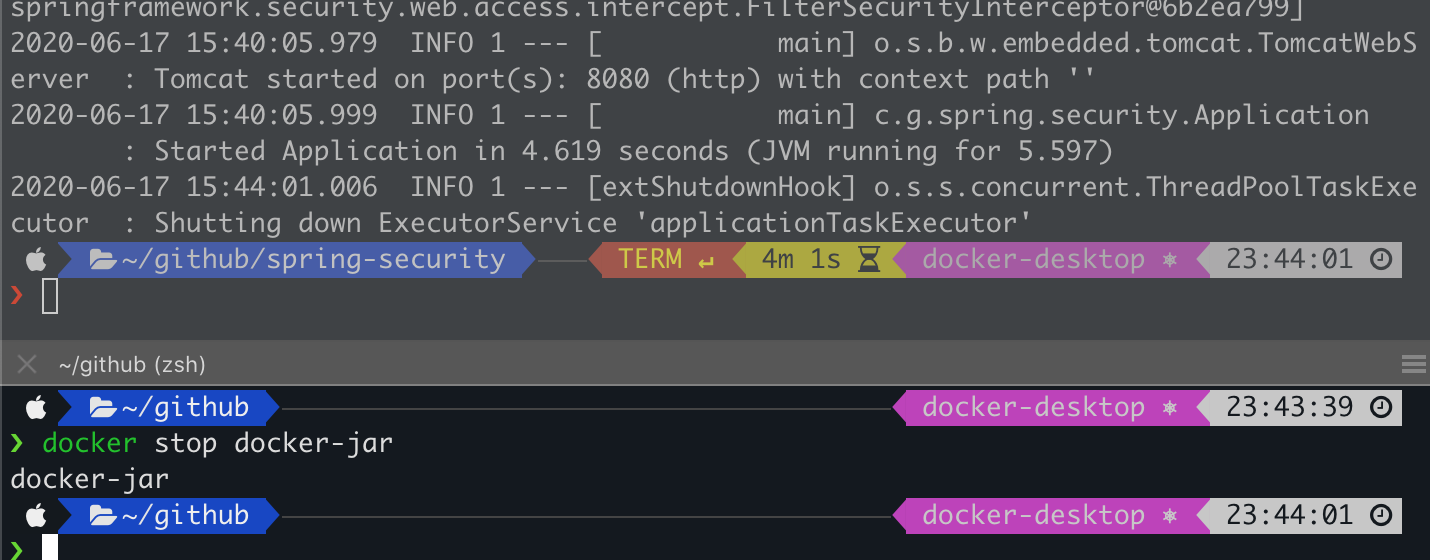 springframework.security.web.access.intercept.FilterSecurityInterceptor@6b2ea799]
2020-06-17 15:40:05.979  INFO 1 --- [           main] o.s.b.w.embedded.tomcat.TomcatWebS
erver  : Tomcat started on port(s): 8080 (http) with context path ''
2020-06-17 15:40:05.999  INFO 1 --- [           main] c.g.spring.security.Application
       : Started Application in 4.619 seconds (JVM running for 5.597)
2020-06-17 15:44:01.006  INFO 1 --- [extShutdownHook] o.s.s.concurrent.ThreadPoolTaskExe
cutor  : Shutting down ExecutorService 'applicationTaskExecutor'
~/github/spring-security TERM ↵ 4m 1s docker-desktop ⎈ 23:44:01
❯
~/github (zsh)
~/github docker-desktop ⎈ 23:43:39
❯ docker stop docker-jar
docker-jar
~/github docker-desktop ⎈ 23:44:01
❯